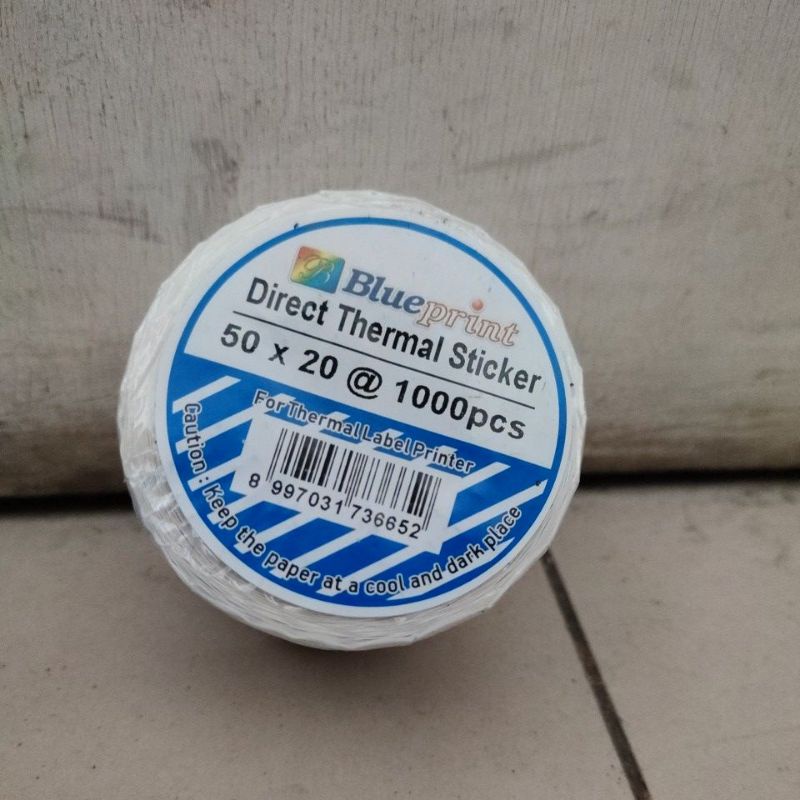 B Blueprint
Direct Thermal Sticker
50 x 20 @ 1000pcs
For Thermal Label Printer
8 997031 736652
Caution : Keep the paper at a cool and dark place